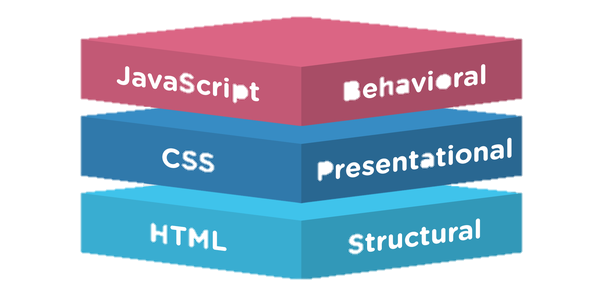 JavaScript Behavioral
CSS Presentational
HTML Structural